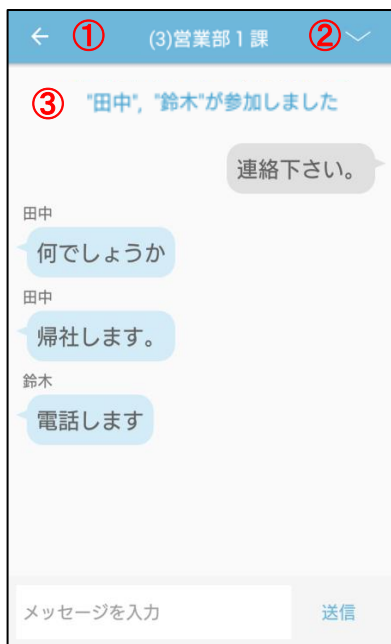 ① (3)営業部1課 ②
③ "田中", "鈴木"が参加しました
連絡下さい。
田中
何でしょうか
田中
帰社します。
鈴木
電話します
メッセージを入力 送信